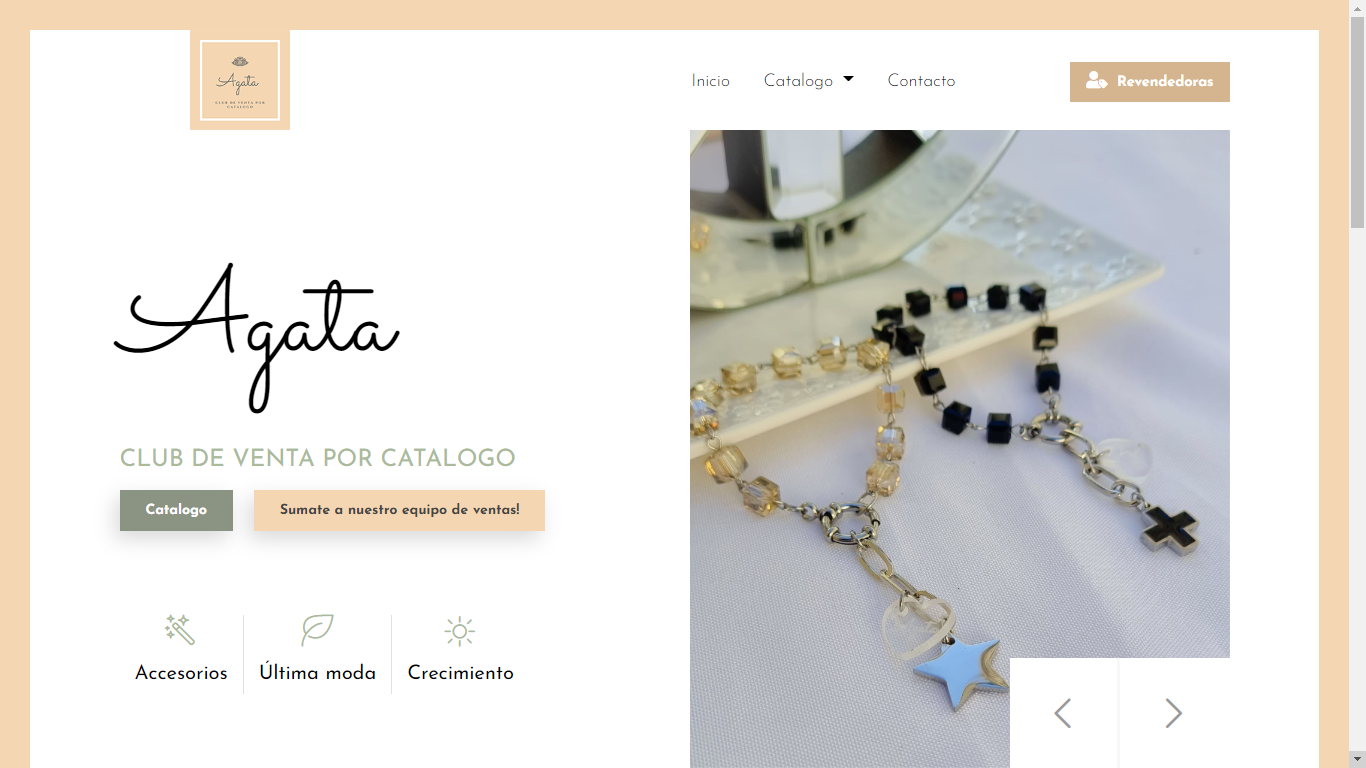 Agata
CLUB DE VENTA POR
CATALOGO
Inicio
Catalogo
Contacto
Revendedoras
Agata
CLUB DE VENTA POR CATALOGO
Catalogo
Sumate a nuestro equipo de ventas!
Accesorios
Última moda
Crecimiento